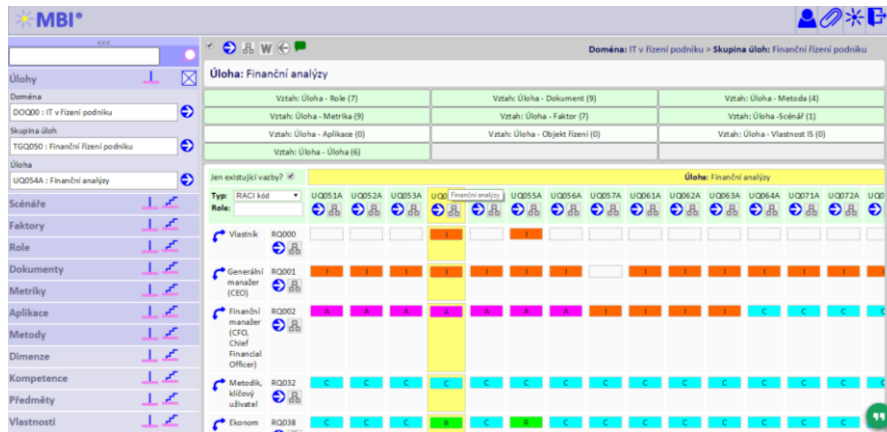 MBI®
<<<
Doména: IT v řízení podniku > Skupina úloh: Finanční řízení podniku
Úlohy
Úloha: Finanční analýzy
Doména
DOQ00 : IT v řízení podniku
Skupina úloh
TGQ050 : Finanční řízení podniku
Úloha
UQ054A : Finanční analýzy
Scénáře
Faktory
Role
Dokumenty
Metriky
Aplikace
Metody
Dimenze
Kompetence
Předměty
Vlastnosti
Vztah: Úloha - Role (7) Vztah: Úloha - Dokument (9) Vztah: Úloha - Metoda (4)
Vztah: Úloha - Metrika (9) Vztah: Úloha - Faktor (7) Vztah: Úloha -Scénář (1)
Vztah: Úloha - Aplikace (0) Vztah: Úloha - Objekt řízení (0) Vztah: Úloha - Vlastnost IS (0)
Vztah: Úloha - Úloha (6)
Jen existující vazby? Úloha: Finanční analýzy
Typ: RACI kód UQ051A UQ052A UQ053A Finanční analýzy UQ055A UQ056A UQ057A UQ061A UQ062A UQ063A UQ064A UQ071A UQ072A
Role:
Vlastník RQ000 I I
Generální manažer (CEO) RQ001 I I I I I I I I I I I I I
Finanční manažer (CFO, Chief Financial Officer) RQ002 A A A A A A A I I I I C C C
Metodik, klíčový uživatel RQ032 C C C C C C C C C C C C C C
Ekonom RQ038 C C C R C R C C C C C C C C